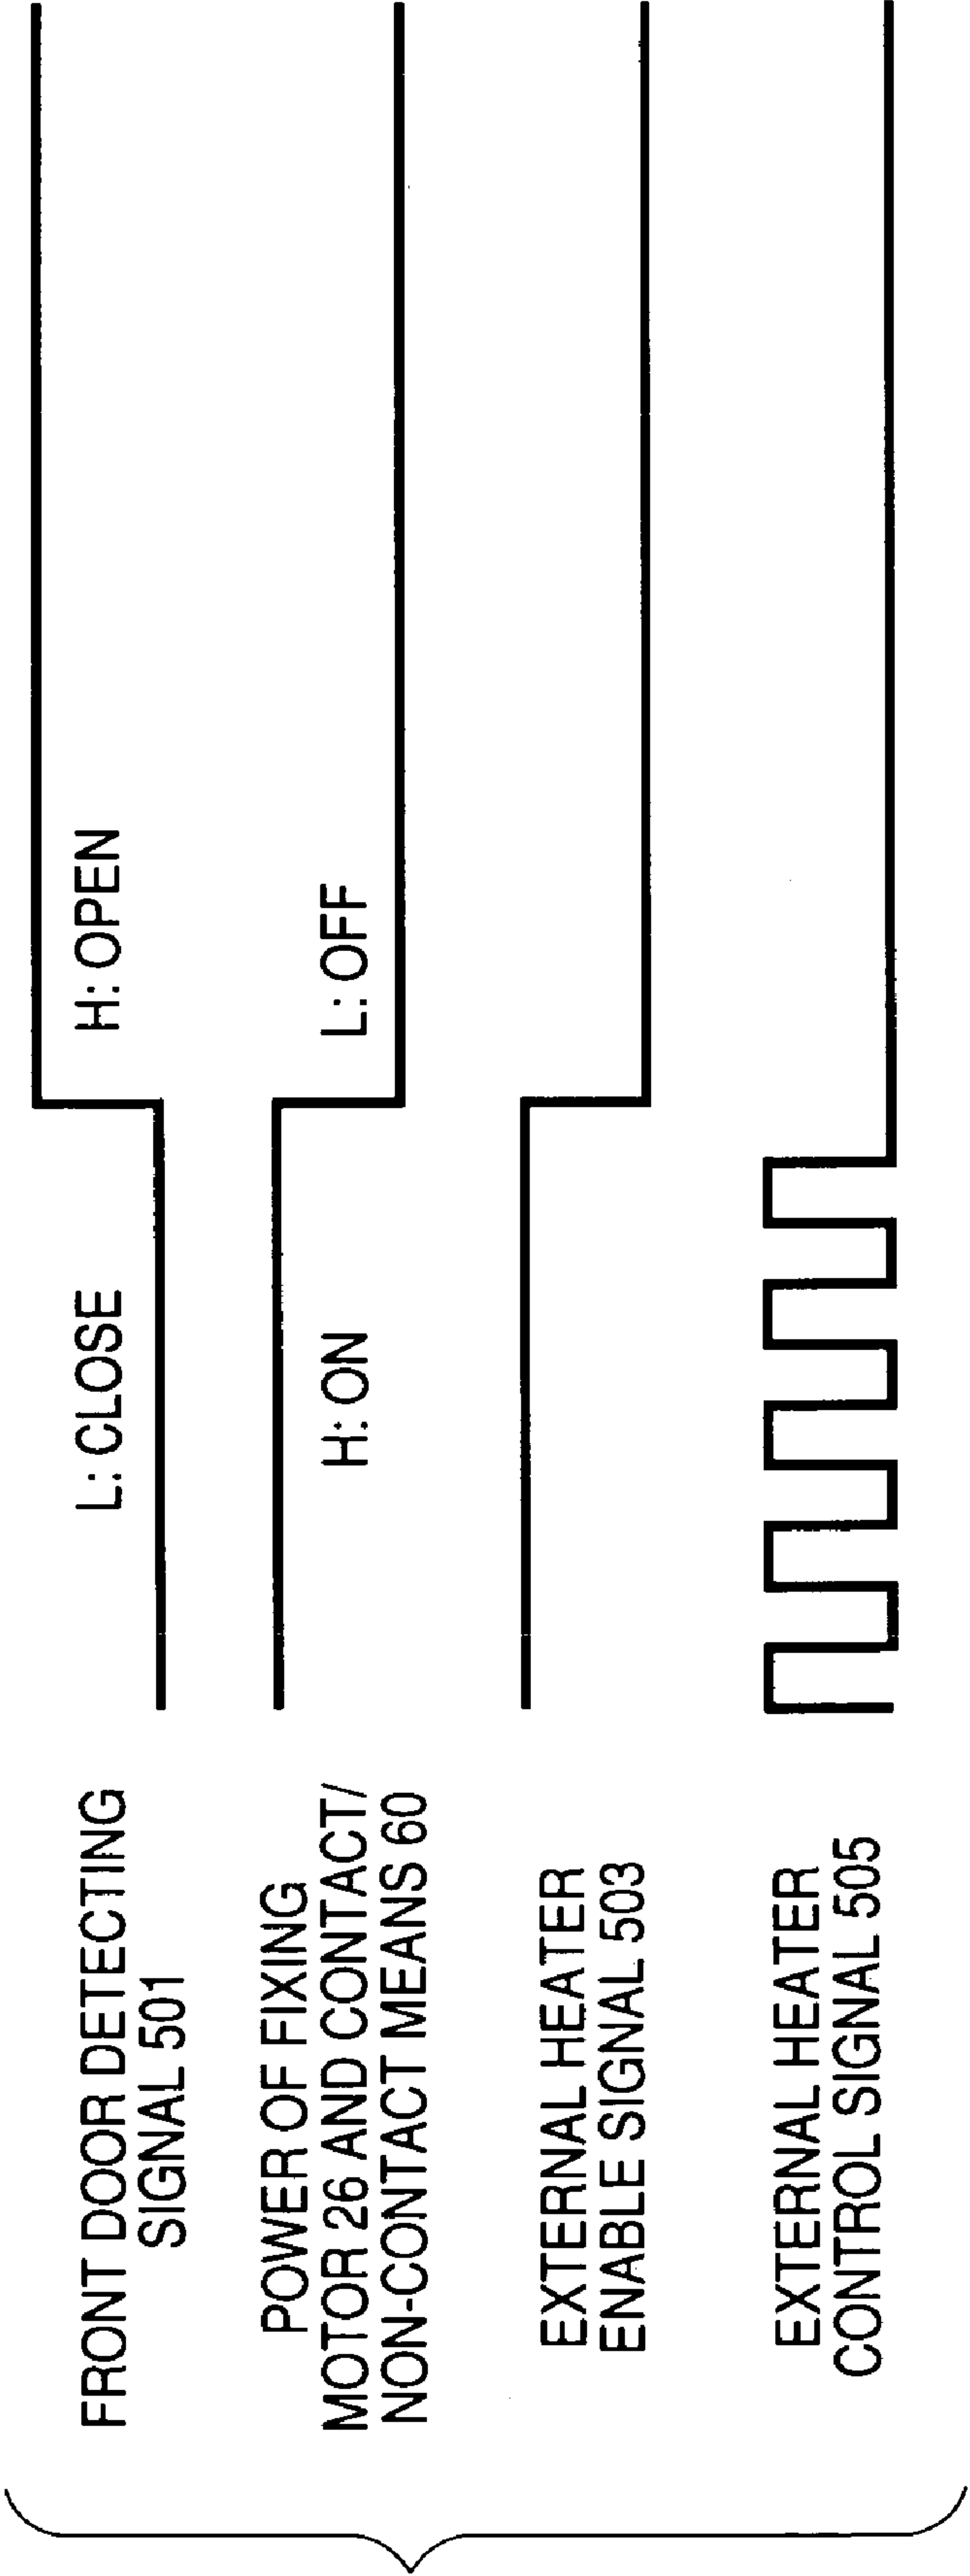 FRONT DOOR DETECTING
SIGNAL 501
L: CLOSE
H: OPEN
POWER OF FIXING
MOTOR 26 AND CONTACT/
NON-CONTACT MEANS 60
H: ON
L: OFF
EXTERNAL HEATER
ENABLE SIGNAL 503
EXTERNAL HEATER
CONTROL SIGNAL 505